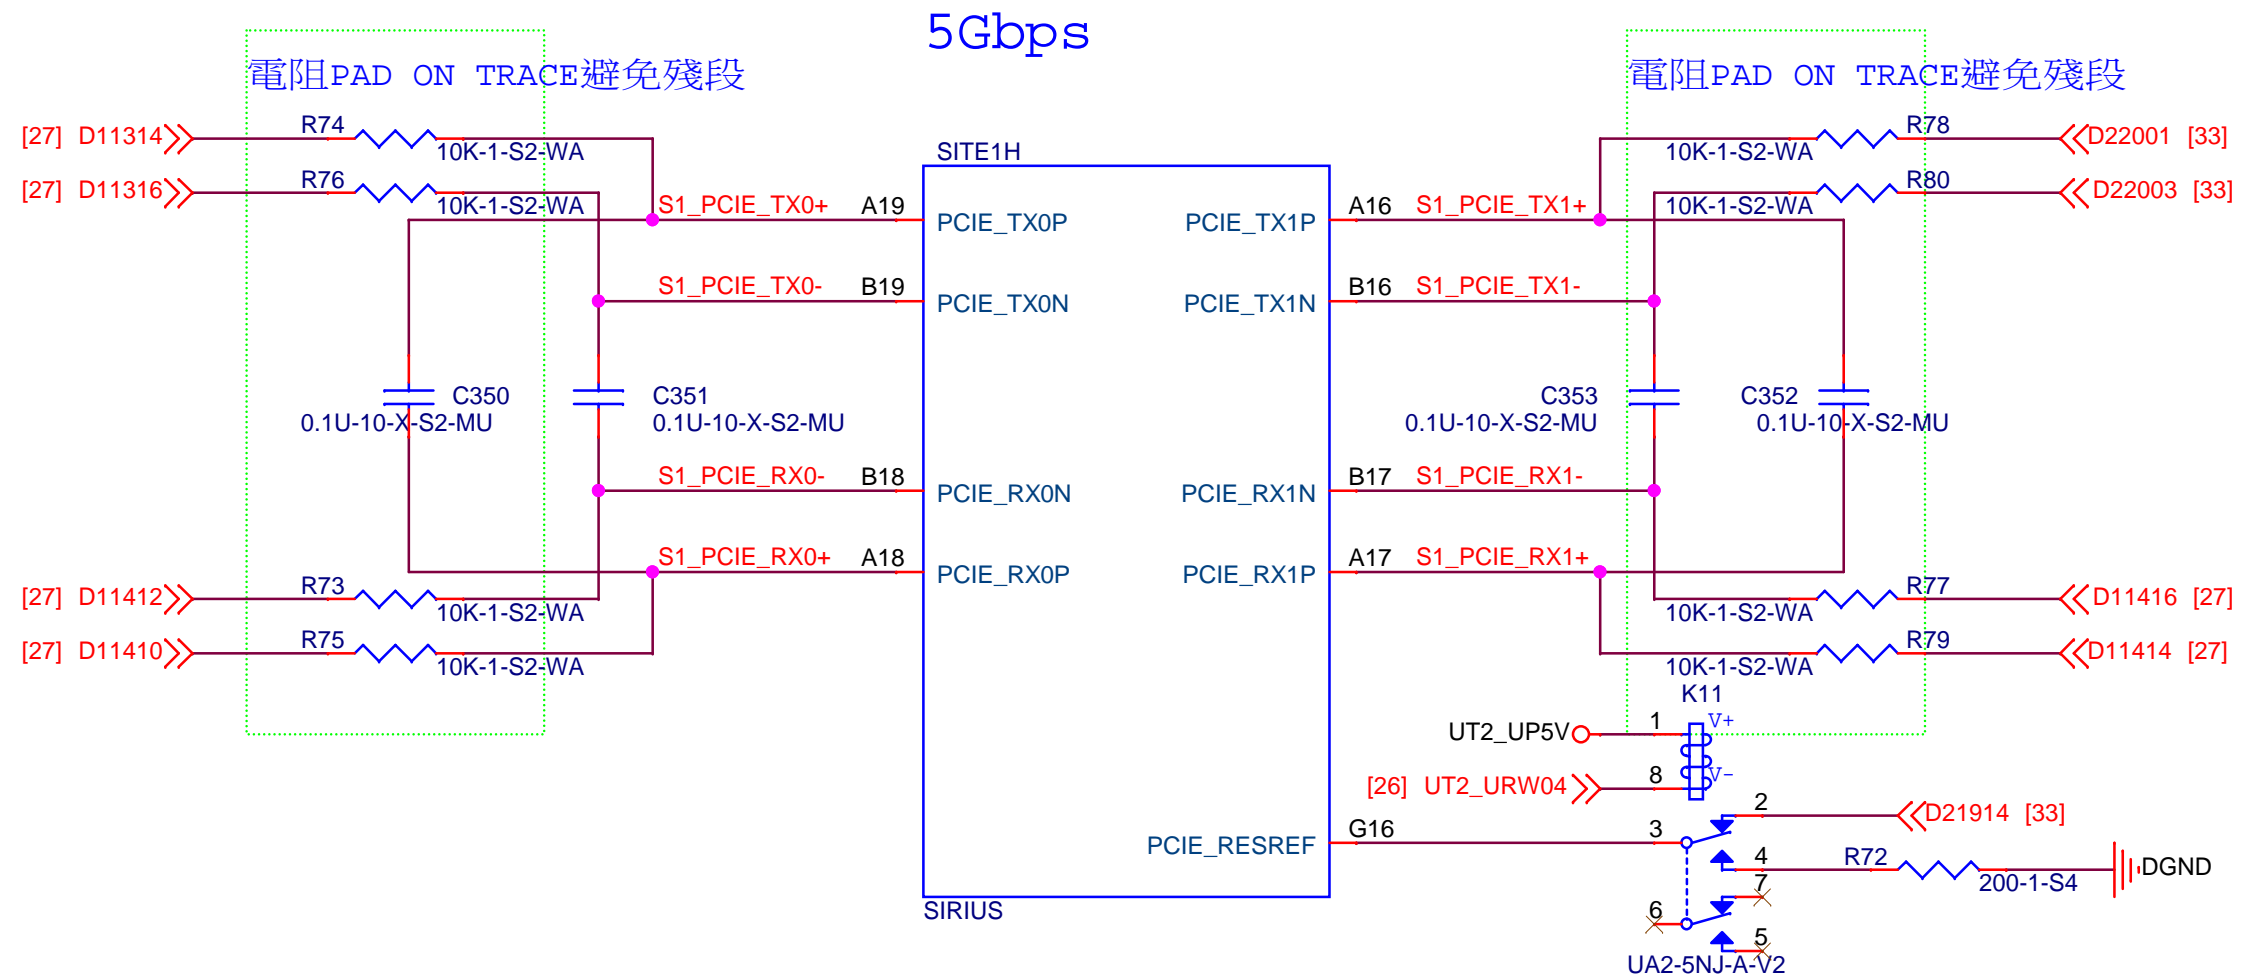 5Gbps
電阻PAD ON TRACE避免殘段
電阻PAD ON TRACE避免殘段
[27] D11314
R74
10K-1-S2-WA
[27] D11316
R76
10K-1-S2-WA
S1_PCIE_TX0+
A19
S1_PCIE_TX0-
B19
C350
0.1U-10-X-S2-MU
C351
0.1U-10-X-S2-MU
S1_PCIE_RX0-
B18
S1_PCIE_RX0+
A18
[27] D11412
R73
10K-1-S2-WA
[27] D11410
R75
10K-1-S2-WA
SITE1H
PCIE_TX0P
PCIE_TX1P
PCIE_TX0N
PCIE_TX1N
PCIE_RX0N
PCIE_RX1N
PCIE_RX0P
PCIE_RX1P
PCIE_RESREF
SIRIUS
R78
10K-1-S2-WA
D22001 [33]
R80
10K-1-S2-WA
D22003 [33]
A16
S1_PCIE_TX1+
B16
S1_PCIE_TX1-
C353
0.1U-10-X-S2-MU
C352
0.1U-10-X-S2-MU
B17
S1_PCIE_RX1-
A17
S1_PCIE_RX1+
R77
10K-1-S2-WA
D11416 [27]
R79
10K-1-S2-WA
D11414 [27]
K11
UT2_UP5V
1
V+
[26] UT2_URW04
8
V-
2
D21914 [33]
G16
3
4
R72
200-1-S4
DGND
7
6
5
UA2-5NJ-A-V2